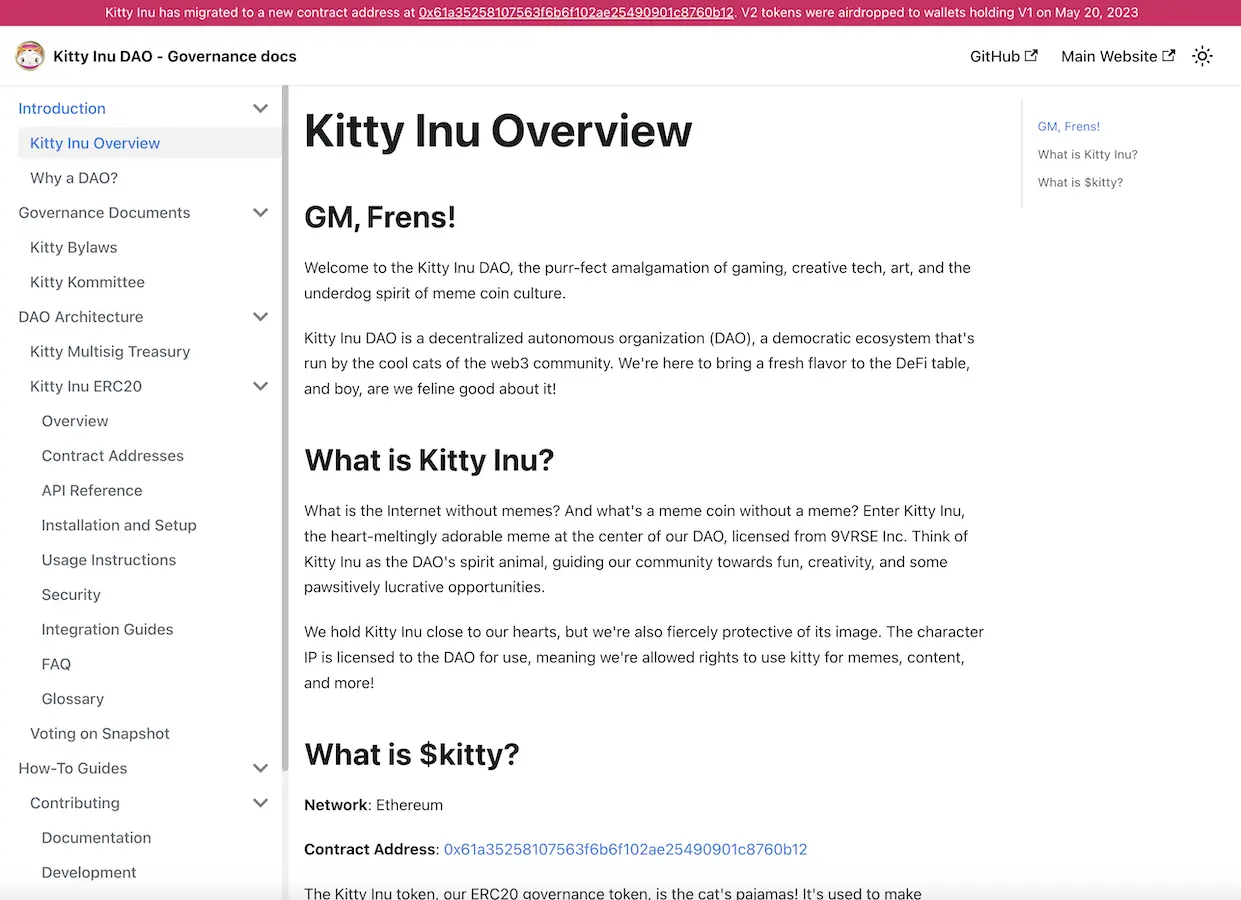 Kitty Inu has migrated to a new contract address at 0x61a35258107563f6b6f102ae25490901c8760b12. V2 tokens were airdropped to wallets holding V1 on May 20, 2023
Kitty Inu DAO - Governance docs
GitHub
Main Website
Introduction
Kitty Inu Overview
Why a DAO?
Governance Documents
Kitty Bylaws
Kitty Kommittee
DAO Architecture
Kitty Multisig Treasury
Kitty Inu ERC20
Overview
Contract Addresses
API Reference
Installation and Setup
Usage Instructions
Security
Integration Guides
FAQ
Glossary
Voting on Snapshot
How-To Guides
Contributing
Documentation
Development
Kitty Inu Overview
GM, Frens!
Welcome to the Kitty Inu DAO, the purr-fect amalgamation of gaming, creative tech, art, and the
underdog spirit of meme coin culture.
Kitty Inu DAO is a decentralized autonomous organization (DAO), a democratic ecosystem that's
run by the cool cats of the web3 community. We're here to bring a fresh flavor to the DeFi table,
and boy, are we feline good about it!
What is Kitty Inu?
What is the Internet without memes? And what's a meme coin without a meme? Enter Kitty Inu,
the heart-meltingly adorable meme at the center of our DAO, licensed from 9VRSE Inc. Think of
Kitty Inu as the DAO's spirit animal, guiding our community towards fun, creativity, and some
pawsitively lucrative opportunities.
We hold Kitty Inu close to our hearts, but we're also fiercely protective of its image. The character
IP is licensed to the DAO for use, meaning we're allowed rights to use kitty for memes, content,
and more!
What is $kitty?
Network: Ethereum
Contract Address: 0x61a35258107563f6b6f102ae25490901c8760b12
The Kitty Inu token, our ERC20 governance token, is the cat's pajamas! It's used to make
GM, Frens!
What is Kitty Inu?
What is $kitty?